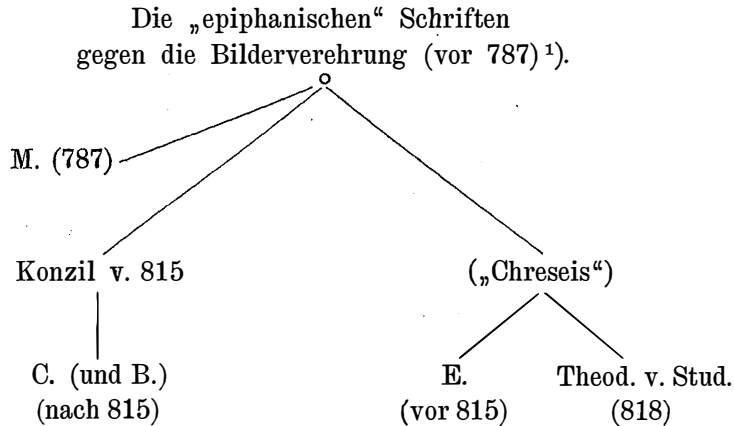 Die „epiphanischen“ Schriften
gegen die Bilderverehrung (vor 787) ¹).
M. (787)
Konzil v. 815
(„Chreseis“)
C. (und B.)
(nach 815)
E.
(vor 815)
Theod. v. Stud.
(818)